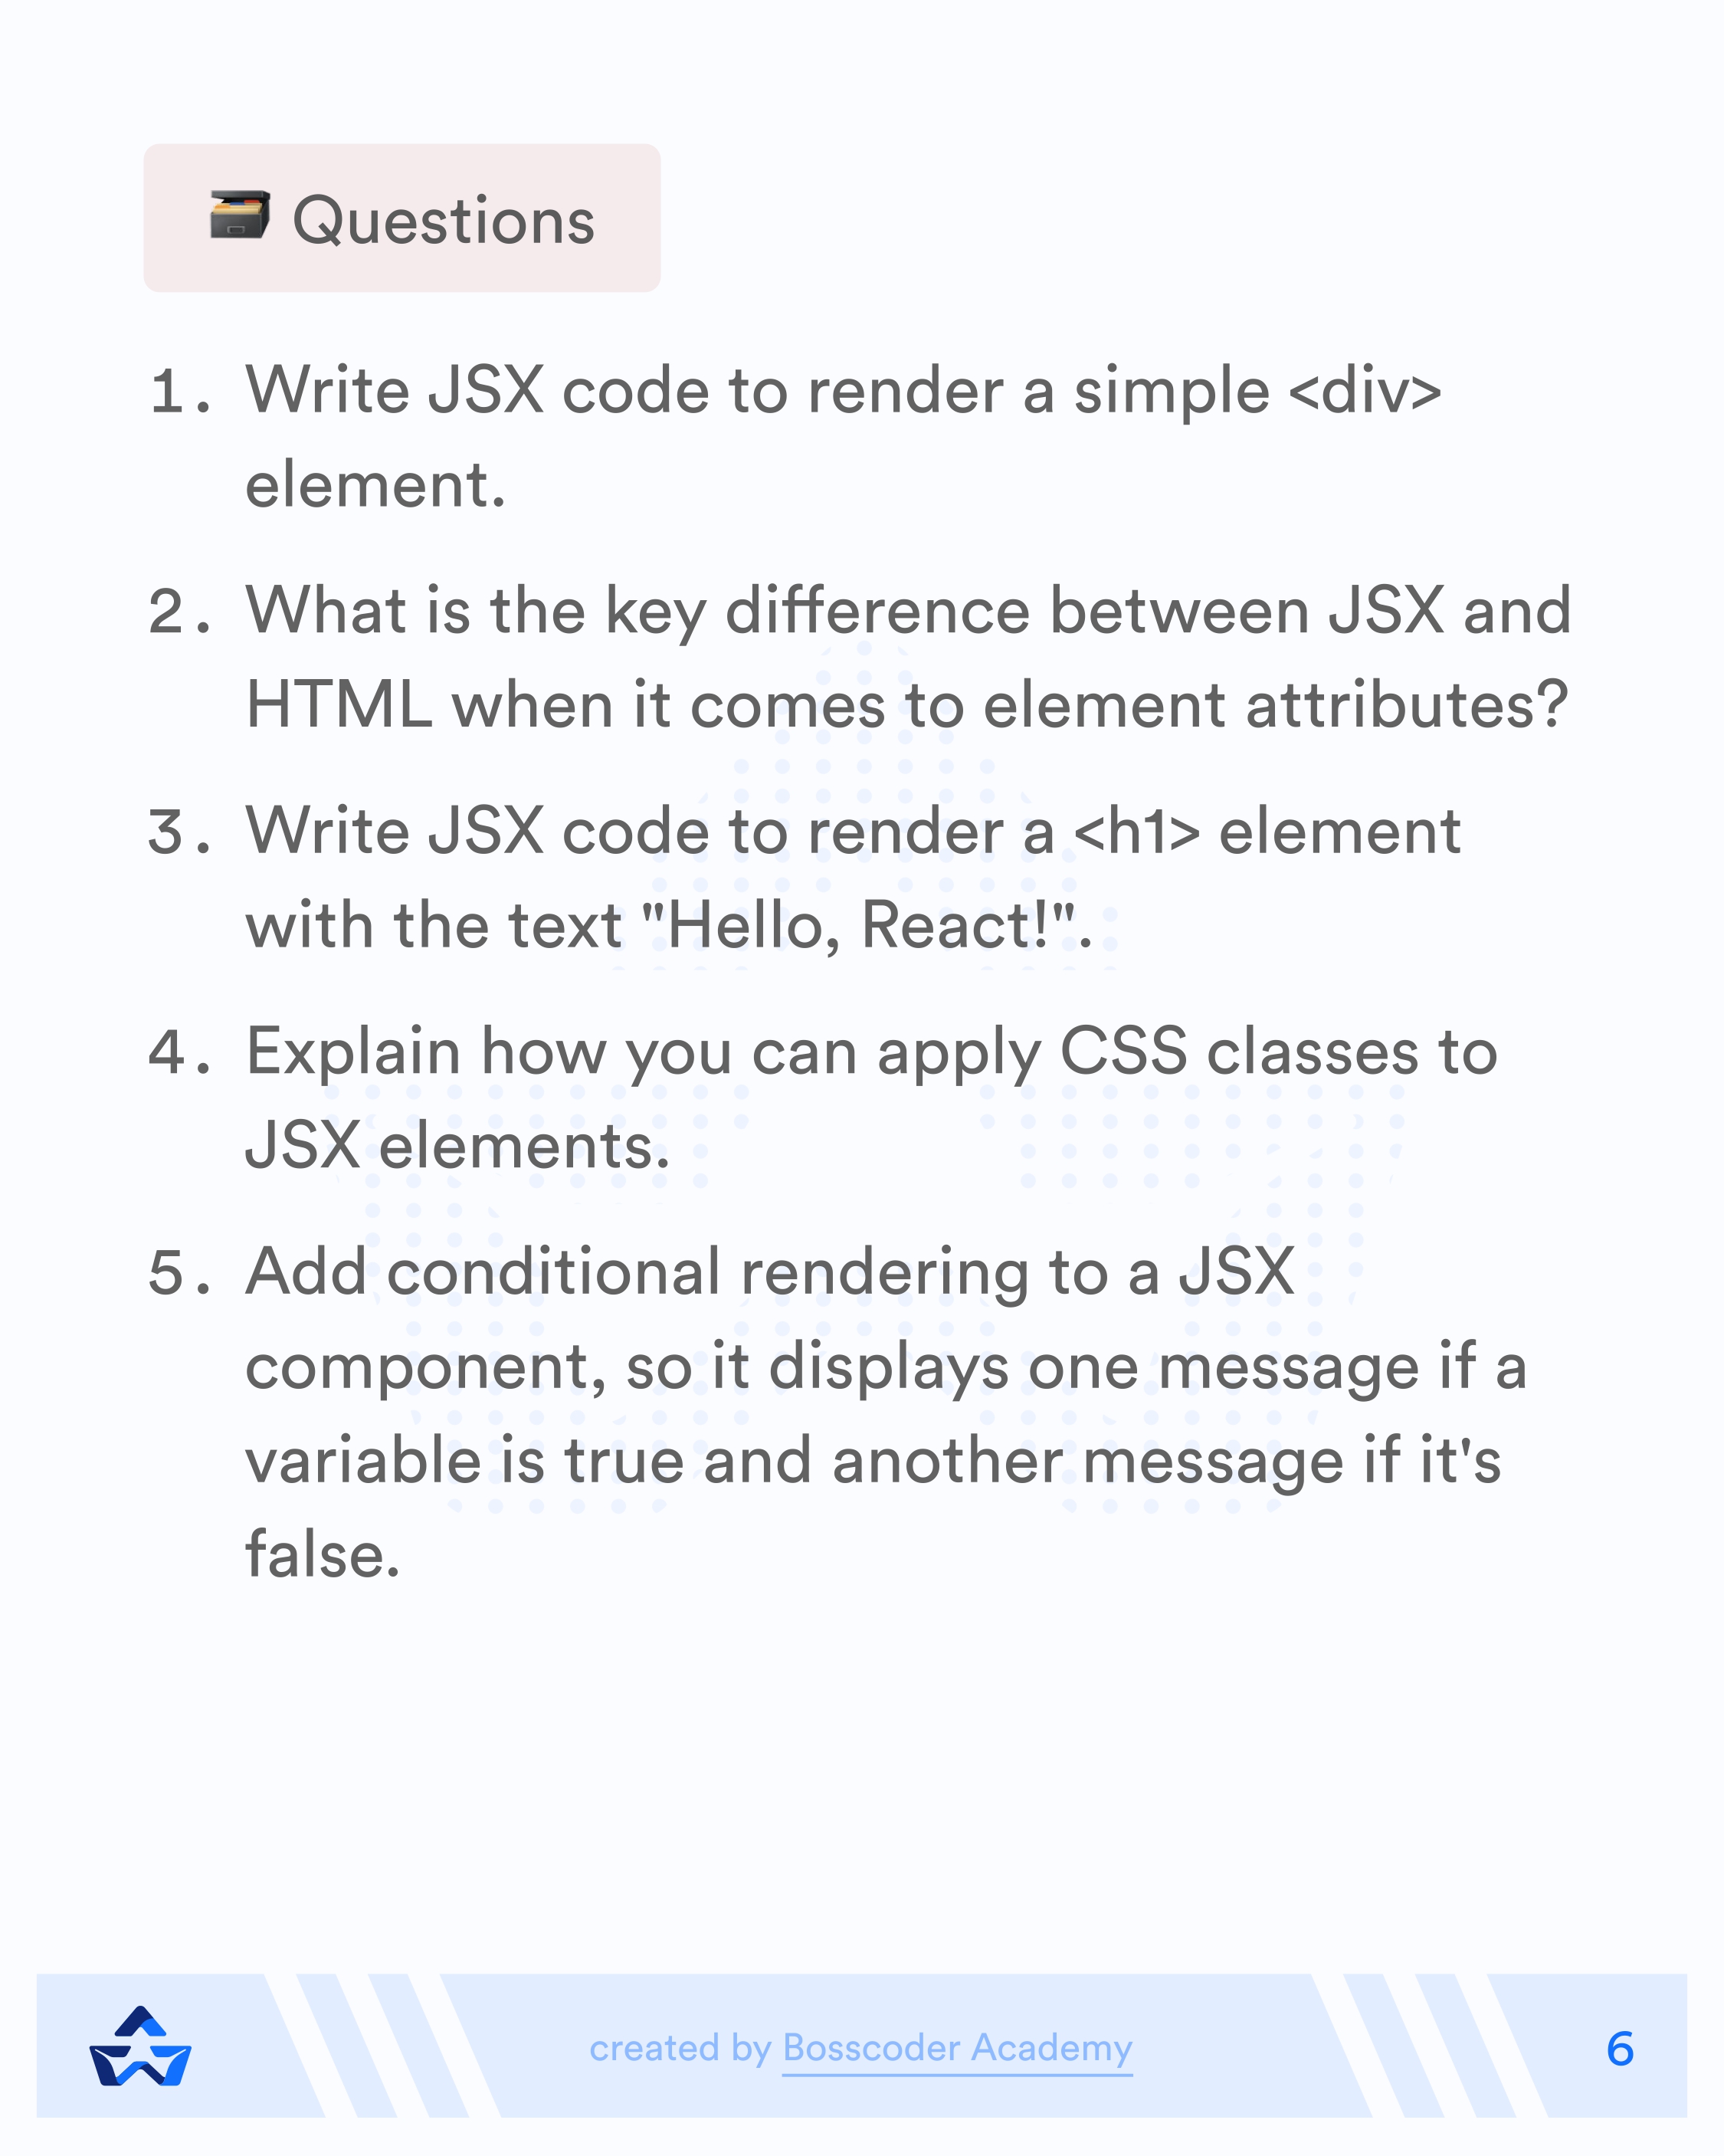 Questions
1. Write JSX code to render a simple <div>
element.
2. What is the key difference between JSX and
HTML when it comes to element attributes?
3. Write JSX code to render a <h1> element
with the text "Hello, React!".
4. Explain how you can apply CSS classes to
JSX elements.
5. Add conditional rendering to a JSX
component, so it displays one message if a
variable is true and another message if it's
false.
created by Bosscoder Academy
6